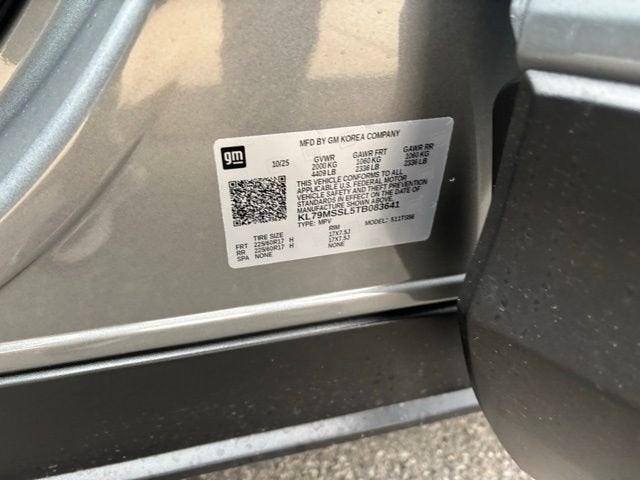 MFD BY GM KOREA COMPANY
gm
10/25 GVWR GAWR FRT GAWR RR
2000 KG 1060 KG 1060 KG
4409 LB 2336 LB 2336 LB
THIS VEHICLE CONFORMS TO ALL
APPLICABLE U.S. FEDERAL MOTOR
VEHICLE SAFETY AND THEFT PREVENTION
STANDARDS IN EFFECT ON THE DATE OF
MANUFACTURE SHOWN ABOVE.
KL79MSSL5TB083641
TYPE: MPV MODEL: S11TS56
TIRE SIZE RIM
FRT 225/60R17 H 17X7.5J
RR 225/60R17 H 17X7.5J
SPA NONE NONE